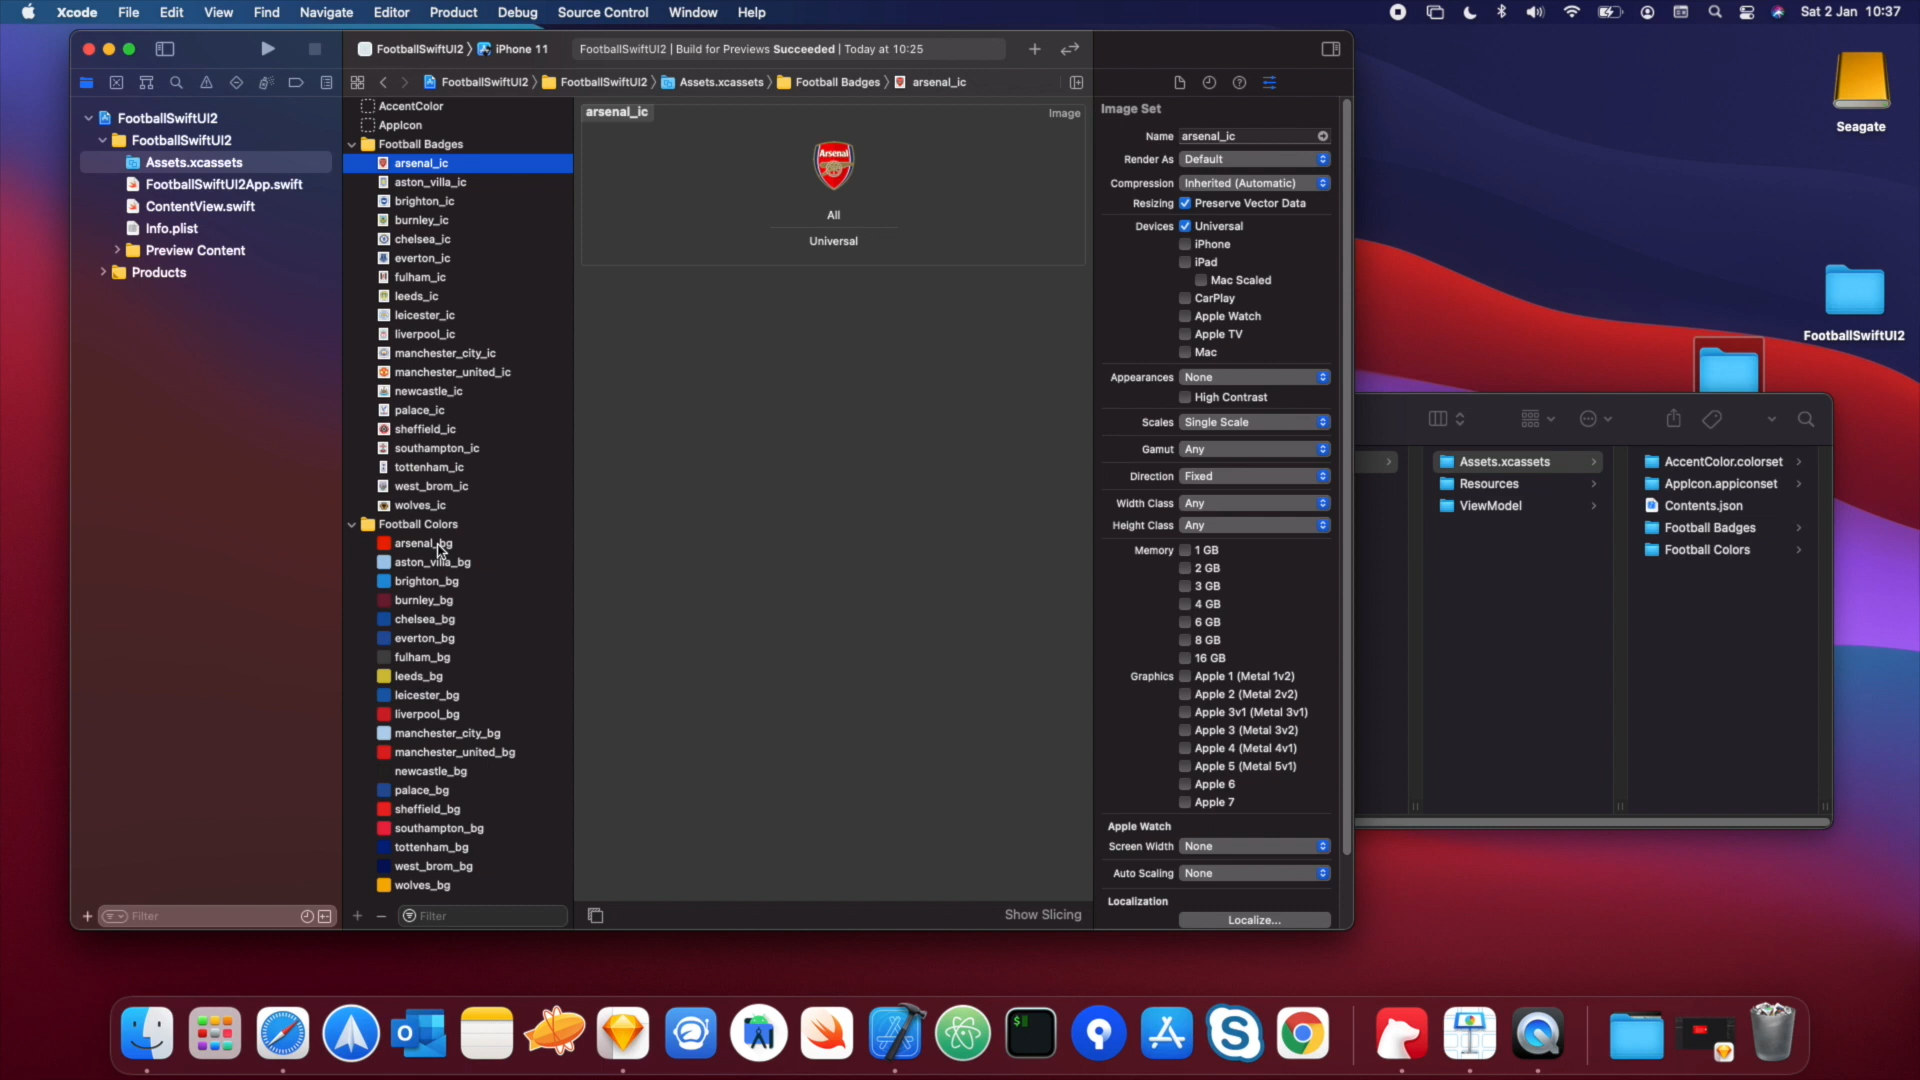 Xcode File Edit View Find Navigate Editor Product Debug Source Control Window Help
Sat 2 Jan 10:37
FootballSwiftUI2 iPhone 11
FootballSwiftUI2 | Build for Previews Succeeded | Today at 10:25
FootballSwiftUI2 FootballSwiftUI2 Assets.xcassets Football Badges arsenal_ic
FootballSwiftUI2
FootballSwiftUI2
Assets.xcassets
FootballSwiftUI2App.swift
ContentView.swift
Info.plist
Preview Content
Products
Filter
AccentColor
AppIcon
Football Badges
arsenal_ic
aston_villa_ic
brighton_ic
burnley_ic
chelsea_ic
everton_ic
fulham_ic
leeds_ic
leicester_ic
liverpool_ic
manchester_city_ic
manchester_united_ic
newcastle_ic
palace_ic
sheffield_ic
southampton_ic
tottenham_ic
west_brom_ic
wolves_ic
Football Colors
arsenal_bg
aston_villa_bg
brighton_bg
burnley_bg
chelsea_bg
everton_bg
fulham_bg
leeds_bg
leicester_bg
liverpool_bg
manchester_city_bg
manchester_united_bg
newcastle_bg
palace_bg
sheffield_bg
southampton_bg
tottenham_bg
west_brom_bg
wolves_bg
Filter
arsenal_ic
Image
Arsenal
All
Universal
Show Slicing
Image Set
Name arsenal_ic
Render As Default
Compression Inherited (Automatic)
Resizing Preserve Vector Data
Devices Universal
iPhone
iPad
Mac Scaled
CarPlay
Apple Watch
Apple TV
Mac
Appearances None
High Contrast
Scales Single Scale
Gamut Any
Direction Fixed
Width Class Any
Height Class Any
Memory 1 GB
2 GB
3 GB
4 GB
6 GB
8 GB
16 GB
Graphics Apple 1 (Metal 1v2)
Apple 2 (Metal 2v2)
Apple 3v1 (Metal 3v1)
Apple 3 (Metal 3v2)
Apple 4 (Metal 4v1)
Apple 5 (Metal 5v1)
Apple 6
Apple 7
Apple Watch
Screen Width None
Auto Scaling None
Localization
Localize...
Seagate
FootballSwiftUI2
Assets.xcassets
Resources
ViewModel
AccentColor.colorset
AppIcon.appiconset
Contents.json
Football Badges
Football Colors